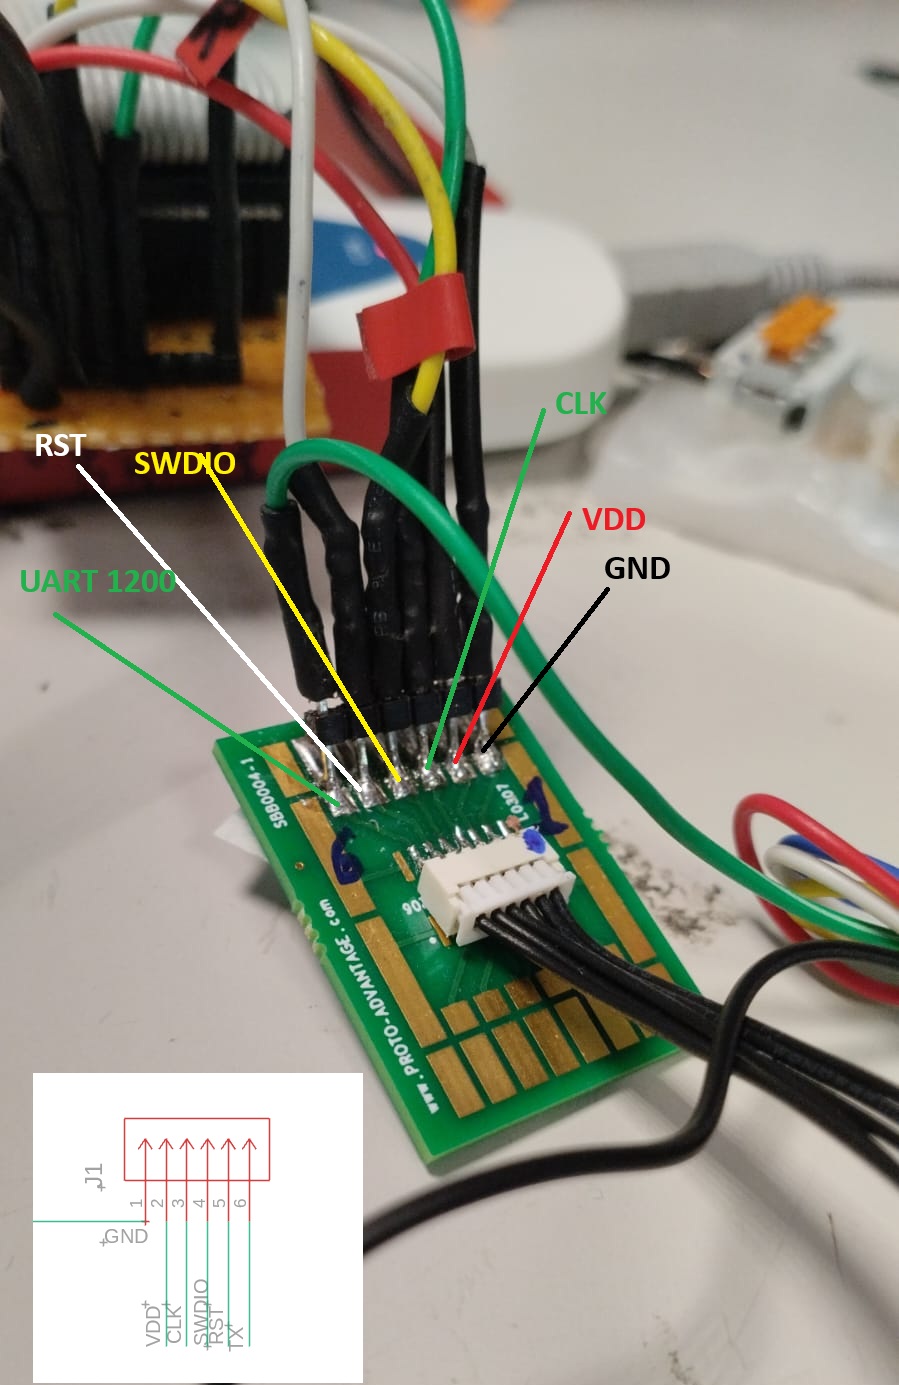 CLK
RST
SWDIO
VDD
GND
UART 1200
SBB0004-1
L0307
1
6
www.PROTO-ADVANTAGE.com
J1
1
2
3
4
5
6
GND
VDD
CLK
SWDIO
RST
TX